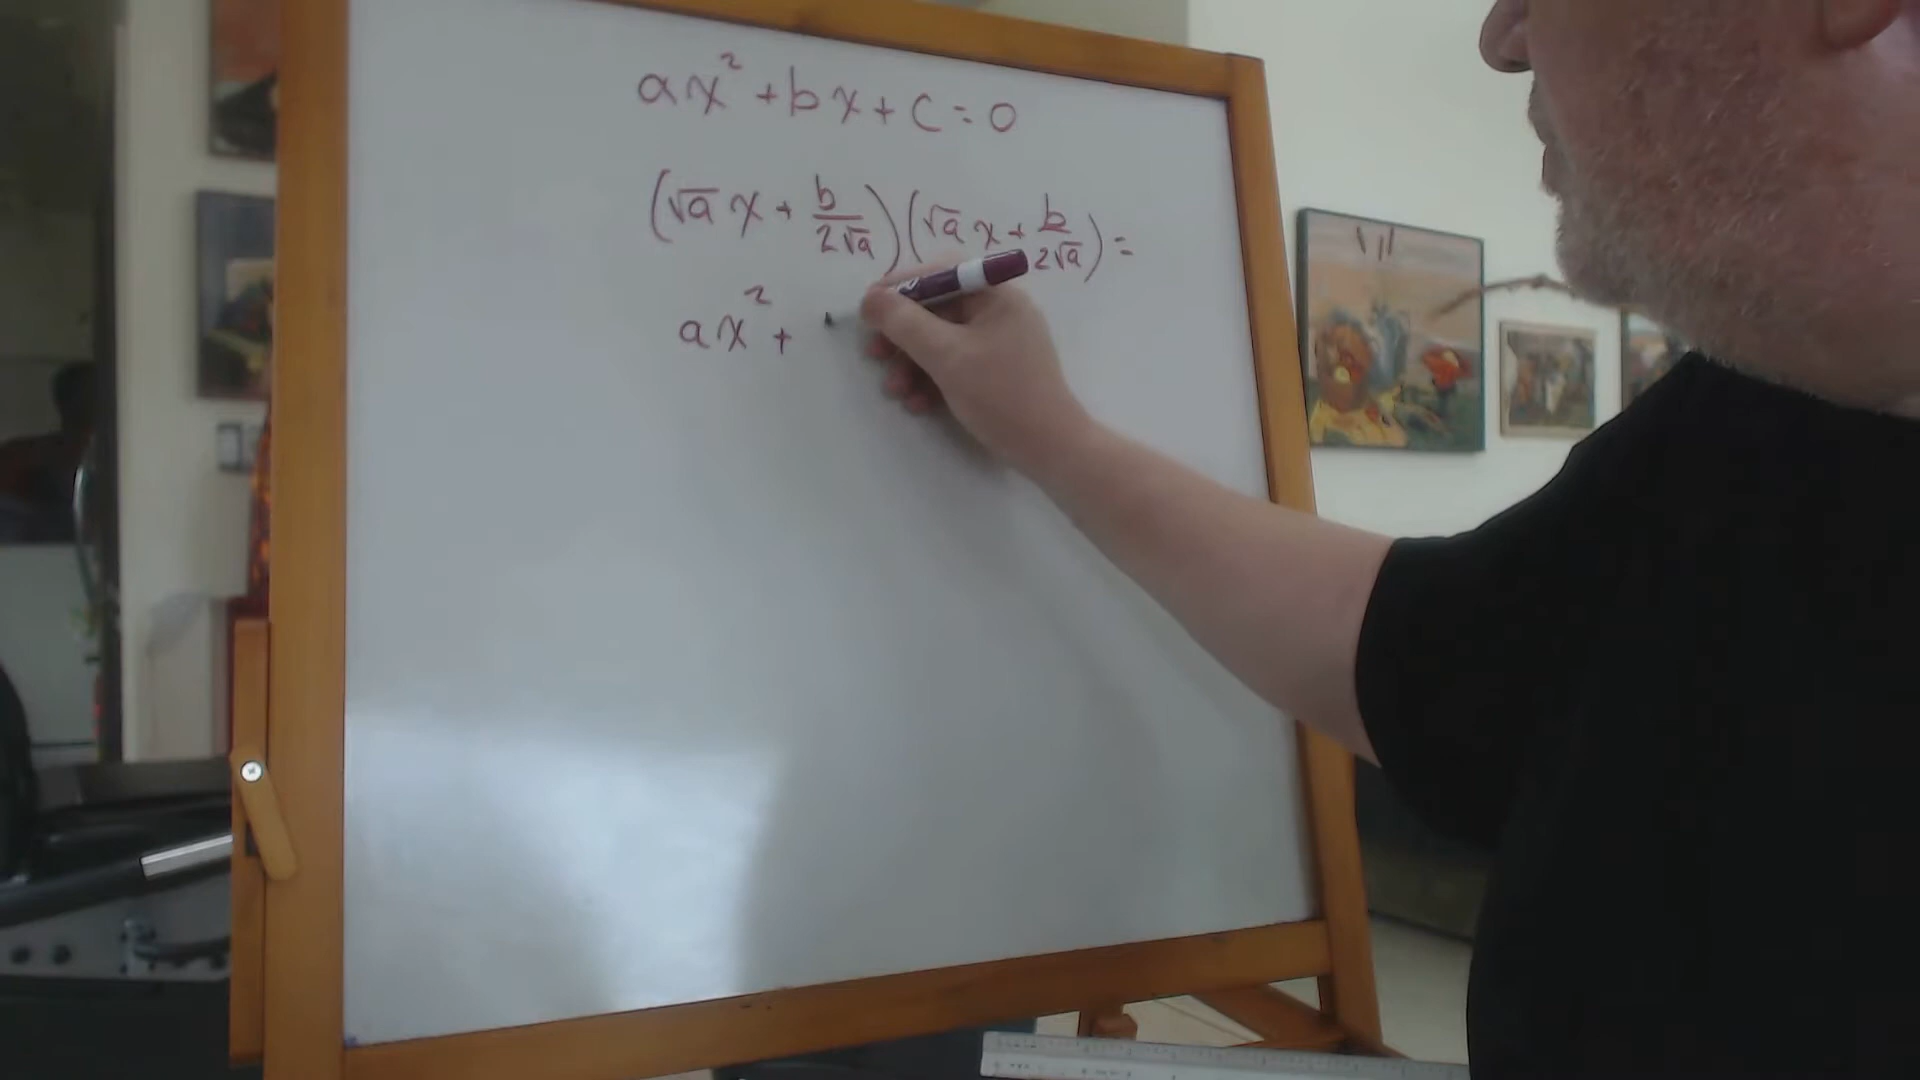 ax² + bx + c = 0
(√a x + b/2√a)(√a x + b/2√a) =
ax² +